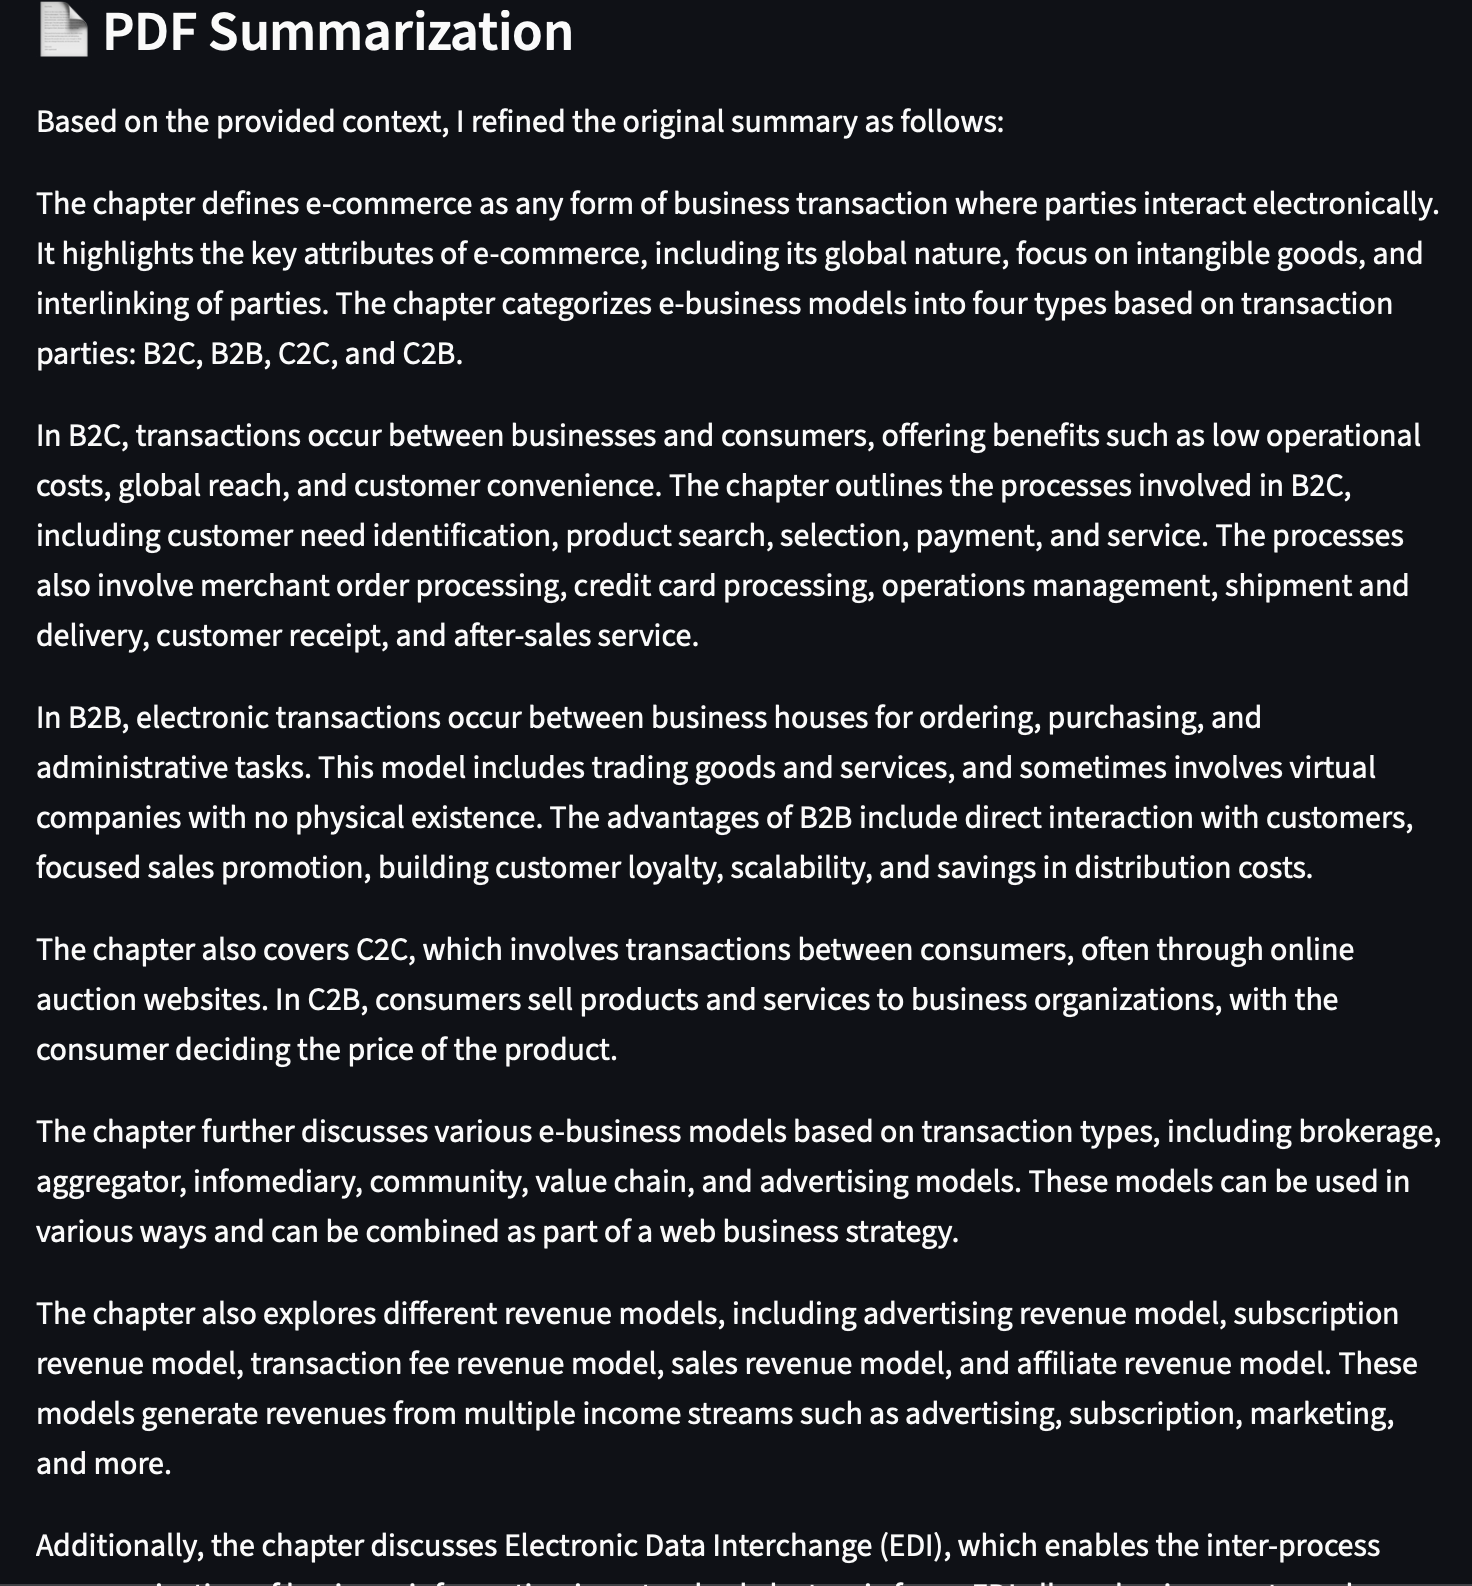 PDF Summarization
Based on the provided context, I refined the original summary as follows:
The chapter defines e-commerce as any form of business transaction where parties interact electronically.
It highlights the key attributes of e-commerce, including its global nature, focus on intangible goods, and
interlinking of parties. The chapter categorizes e-business models into four types based on transaction
parties: B2C, B2B, C2C, and C2B.
In B2C, transactions occur between businesses and consumers, offering benefits such as low operational
costs, global reach, and customer convenience. The chapter outlines the processes involved in B2C,
including customer need identification, product search, selection, payment, and service. The processes
also involve merchant order processing, credit card processing, operations management, shipment and
delivery, customer receipt, and after-sales service.
In B2B, electronic transactions occur between business houses for ordering, purchasing, and
administrative tasks. This model includes trading goods and services, and sometimes involves virtual
companies with no physical existence. The advantages of B2B include direct interaction with customers,
focused sales promotion, building customer loyalty, scalability, and savings in distribution costs.
The chapter also covers C2C, which involves transactions between consumers, often through online
auction websites. In C2B, consumers sell products and services to business organizations, with the
consumer deciding the price of the product.
The chapter further discusses various e-business models based on transaction types, including brokerage,
aggregator, infomediary, community, value chain, and advertising models. These models can be used in
various ways and can be combined as part of a web business strategy.
The chapter also explores different revenue models, including advertising revenue model, subscription
revenue model, transaction fee revenue model, sales revenue model, and affiliate revenue model. These
models generate revenues from multiple income streams such as advertising, subscription, marketing,
and more.
Additionally, the chapter discusses Electronic Data Interchange (EDI), which enables the inter-process